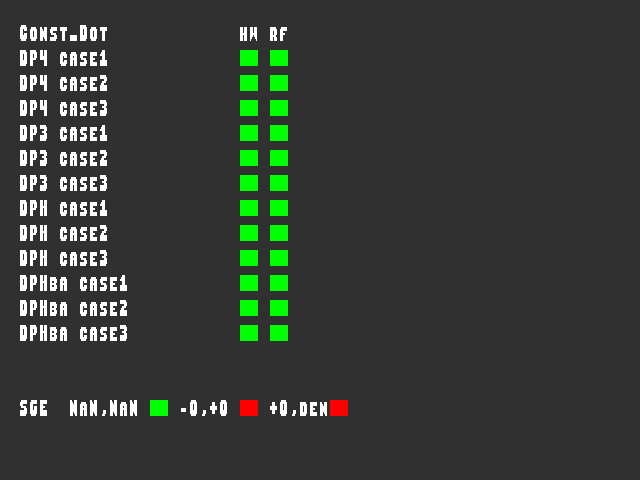 Const_Dot HW RF
DP4 case1
DP4 case2
DP4 case3
DP3 case1
DP3 case2
DP3 case3
DPH case1
DPH case2
DPH case3
DPHba case1
DPHba case2
DPHba case3
SGE NaN,NaN -0,+0 +0,den